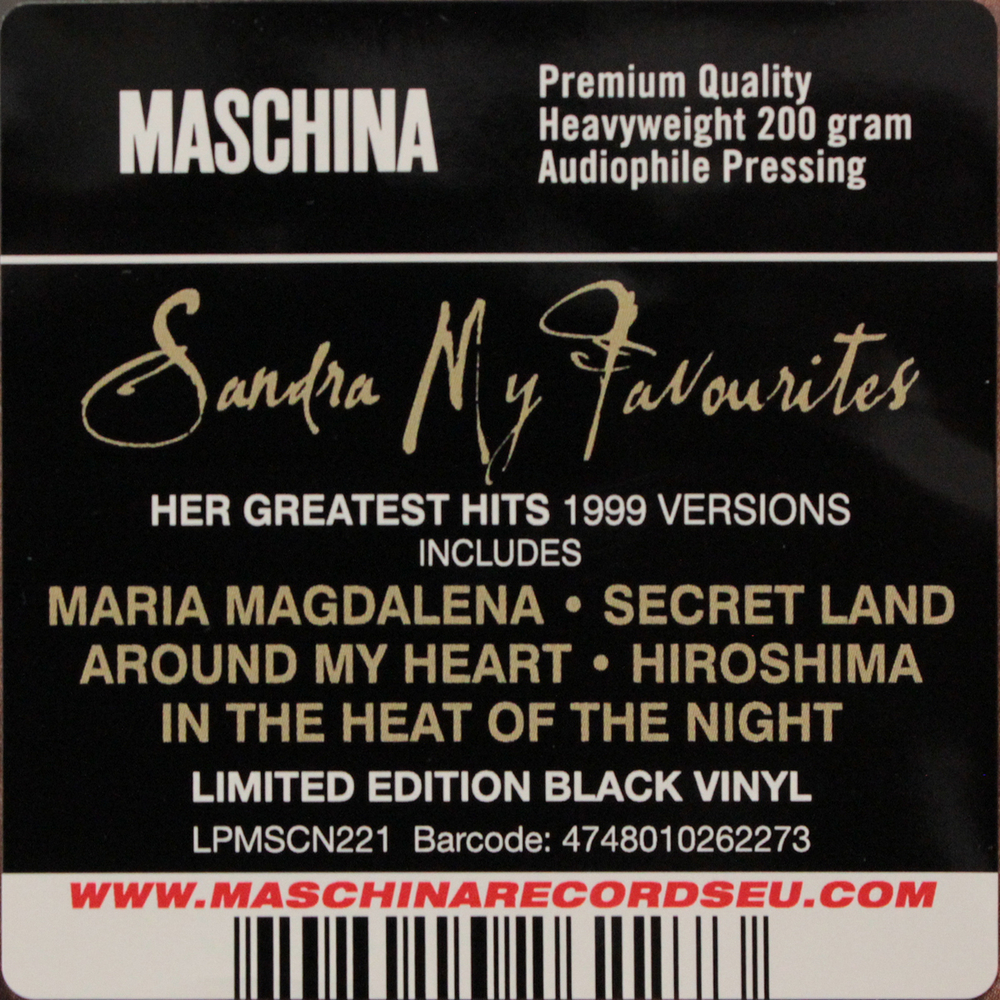 MASCHINA
Premium Quality
Heavyweight 200 gram
Audiophile Pressing
Sandra My Favourites
HER GREATEST HITS 1999 VERSIONS
INCLUDES
MARIA MAGDALENA • SECRET LAND
AROUND MY HEART • HIROSHIMA
IN THE HEAT OF THE NIGHT
LIMITED EDITION BLACK VINYL
LPMSCN221 Barcode: 4748010262273
WWW.MASCHINARECORDSEU.COM